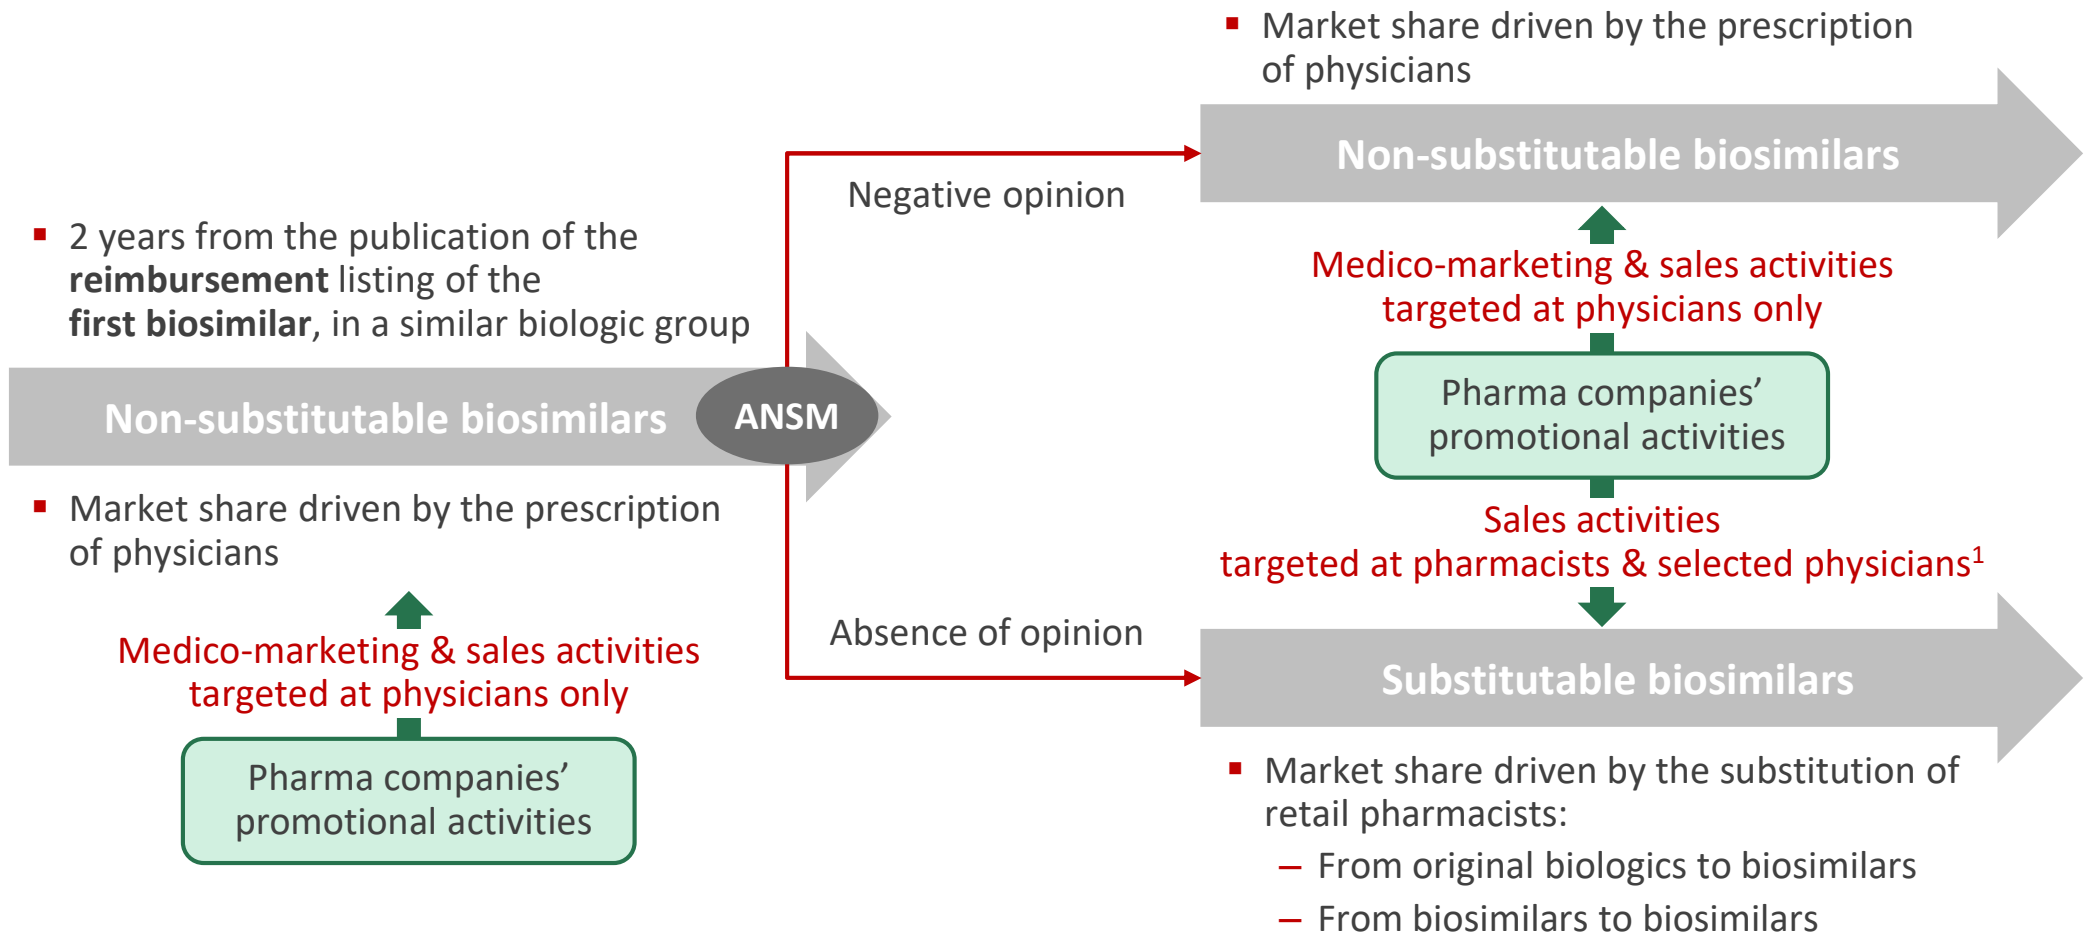 ▪ 2 years from the publication of the
reimbursement listing of the
first biosimilar, in a similar biologic group
Non-substitutable biosimilars
ANSM
▪ Market share driven by the prescription
of physicians
Medico-marketing & sales activities
targeted at physicians only
Pharma companies’
promotional activities
Negative opinion
Absence of opinion
▪ Market share driven by the prescription
of physicians
Non-substitutable biosimilars
Medico-marketing & sales activities
targeted at physicians only
Pharma companies’
promotional activities
Sales activities
targeted at pharmacists & selected physicians¹
Substitutable biosimilars
▪ Market share driven by the substitution of
retail pharmacists:
– From original biologics to biosimilars
– From biosimilars to biosimilars